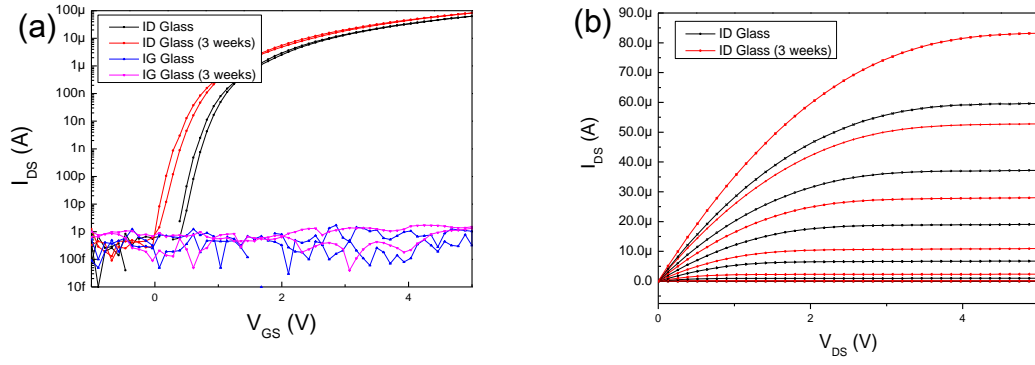 (a)
100µ
10µ
1µ
100n
10n
1n
100p
10p
1p
100f
10f
I_DS (A)
ID Glass
ID Glass (3 weeks)
IG Glass
IG Glass (3 weeks)
0
2
4
V_GS (V)
(b)
90.0µ
80.0µ
70.0µ
60.0µ
50.0µ
40.0µ
30.0µ
20.0µ
10.0µ
0.0
I_DS (A)
ID Glass
ID Glass (3 weeks)
0
2
4
V_DS (V)